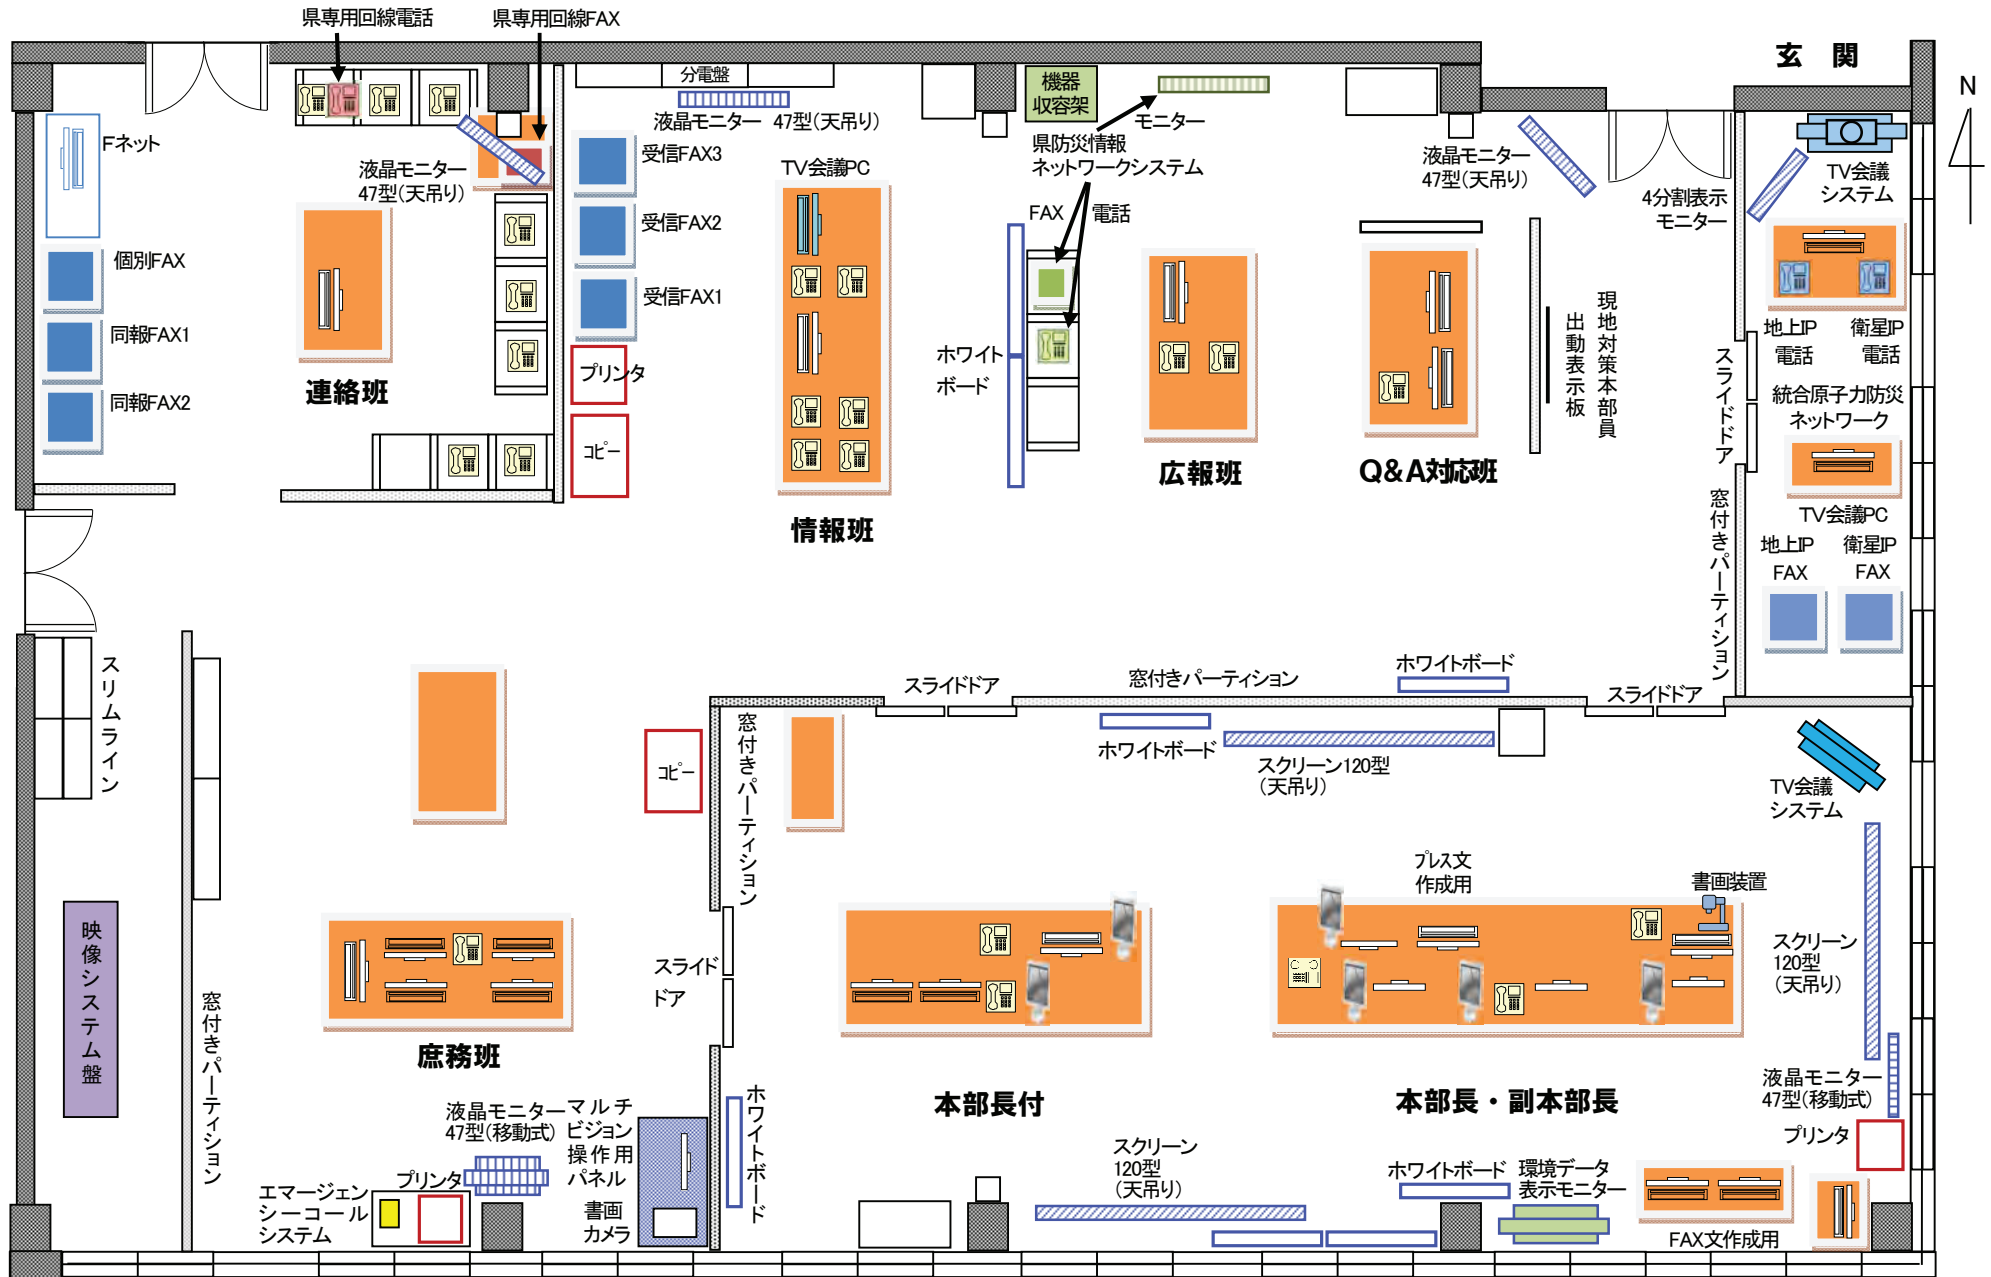 県専用回線電話
県専用回線FAX
玄　関
N
分電盤
機器
収容架
液晶モニター 47型(天吊り)
モニター
県防災情報
ネットワークシステム
Fネット
液晶モニター
47型(天吊り)
受信FAX3
受信FAX2
受信FAX1
TV会議PC
FAX
電話
液晶モニター
47型(天吊り)
4分割表示
モニター
TV会議
システム
個別FAX
同報FAX1
同報FAX2
連絡班
プリンタ
コピー
情報班
ホワイト
ボード
広報班
Q&A対応班
現地対策本部員
出動表示板
スライドドア
地上IP
電話
衛星IP
電話
統合原子力防災
ネットワーク
TV会議PC
地上IP
FAX
衛星IP
FAX
窓付きパーティション
スリムライン
コピー
窓付きパーティション
スライドドア
窓付きパーティション
ホワイトボード
スライドドア
ホワイトボード
スクリーン120型
(天吊り)
TV会議
システム
映像システム盤
窓付きパーティション
庶務班
スライド
ドア
本部長付
プレス文
作成用
書画装置
本部長・副本部長
スクリーン
120型
(天吊り)
液晶モニター
47型(移動式)
プリンタ
液晶モニター
47型(移動式)
マルチ
ビジョン
操作用
パネル
書画
カメラ
ホワイトボード
エマージェン
シーコール
システム
プリンタ
スクリーン
120型
(天吊り)
ホワイトボード
環境データ
表示モニター
FAX文作成用